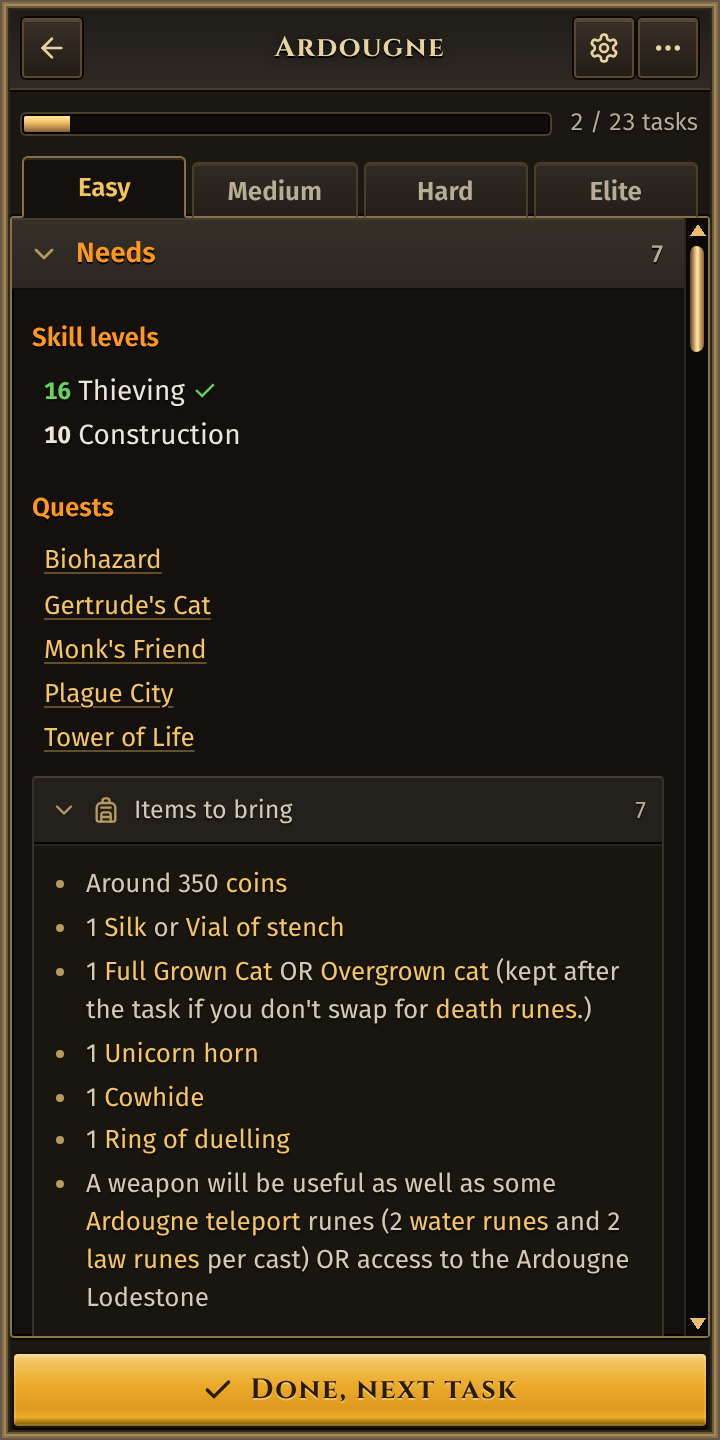 ARDOUGNE
2 / 23 tasks
Easy
Medium
Hard
Elite
Needs
7
Skill levels
16 Thieving
10 Construction
Quests
Biohazard
Gertrude's Cat
Monk's Friend
Plague City
Tower of Life
Items to bring
7
Around 350 coins
1 Silk or Vial of stench
1 Full Grown Cat OR Overgrown cat (kept after
the task if you don't swap for death runes.)
1 Unicorn horn
1 Cowhide
1 Ring of duelling
A weapon will be useful as well as some
Ardougne teleport runes (2 water runes and 2
law runes per cast) OR access to the Ardougne
Lodestone
DONE, NEXT TASK